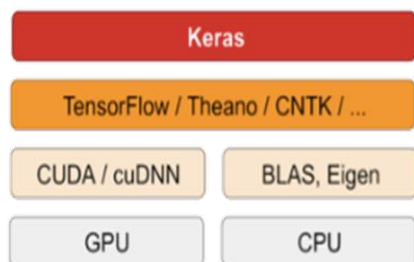 Keras
TensorFlow / Theano / CNTK / ...
CUDA / cuDNN
BLAS, Eigen
GPU
CPU